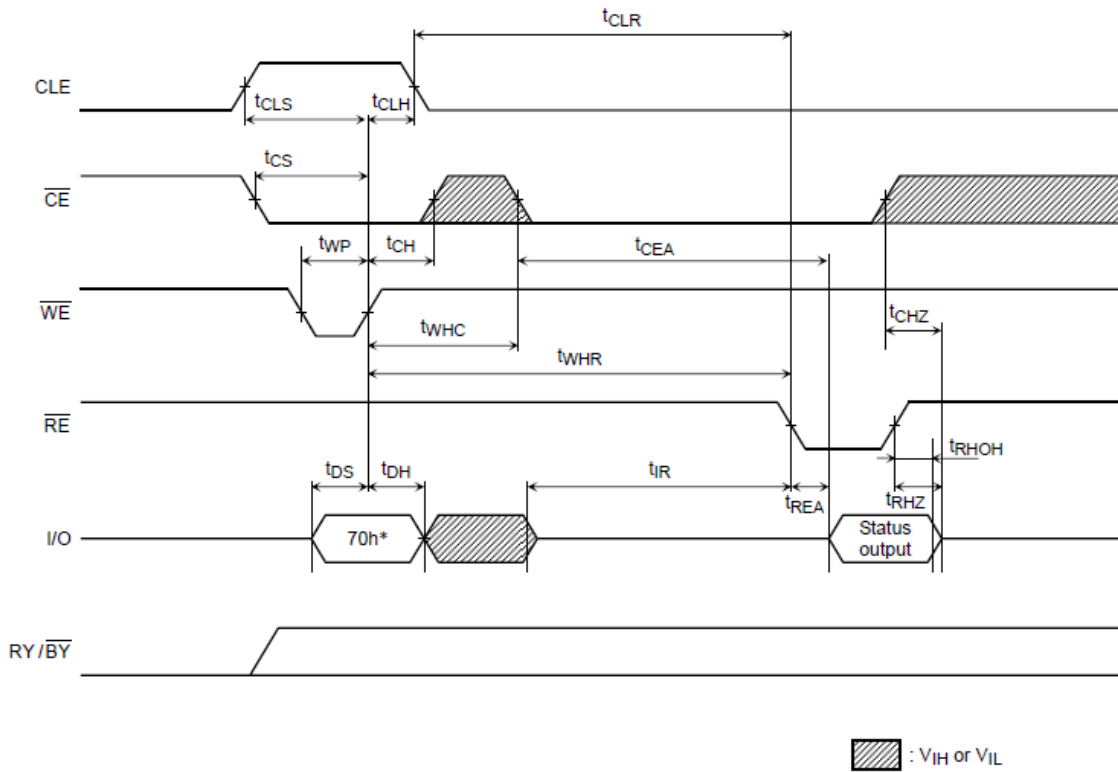 tCLR
CLE
tCLS
tCLH
tCS
CE
tWP
tCH
tCEA
WE
tCHZ
tWHC
tWHR
RE
tRHOH
tDS
tDH
tIR
tREA
tRHZ
I/O
70h*
Status
output
RY/BY
: VIH or VIL